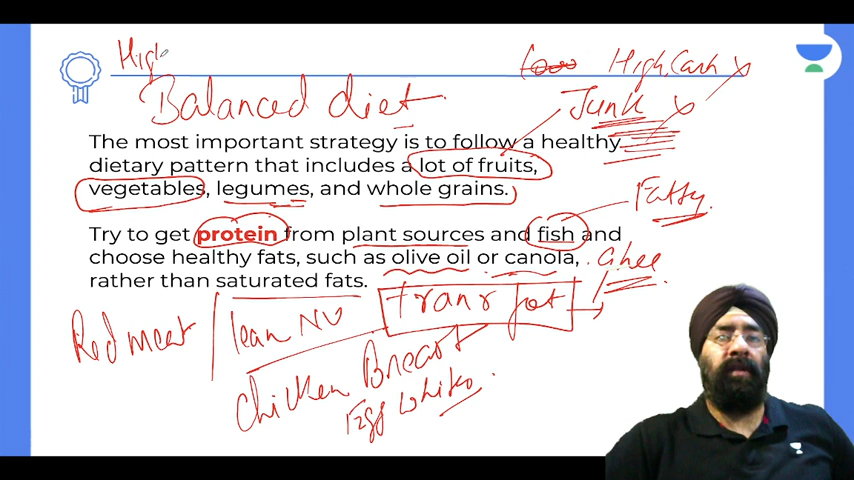 Hig
High Carb x
Balanced diet
Junk x
The most important strategy is to follow a healthy
dietary pattern that includes a lot of fruits,
vegetables, legumes, and whole grains.
Fatty
Try to get protein from plant sources and fish and
choose healthy fats, such as olive oil or canola,
Ghee
rather than saturated fats.
Red meat
lean NV
trans fat
Chicken Breast
Egg white